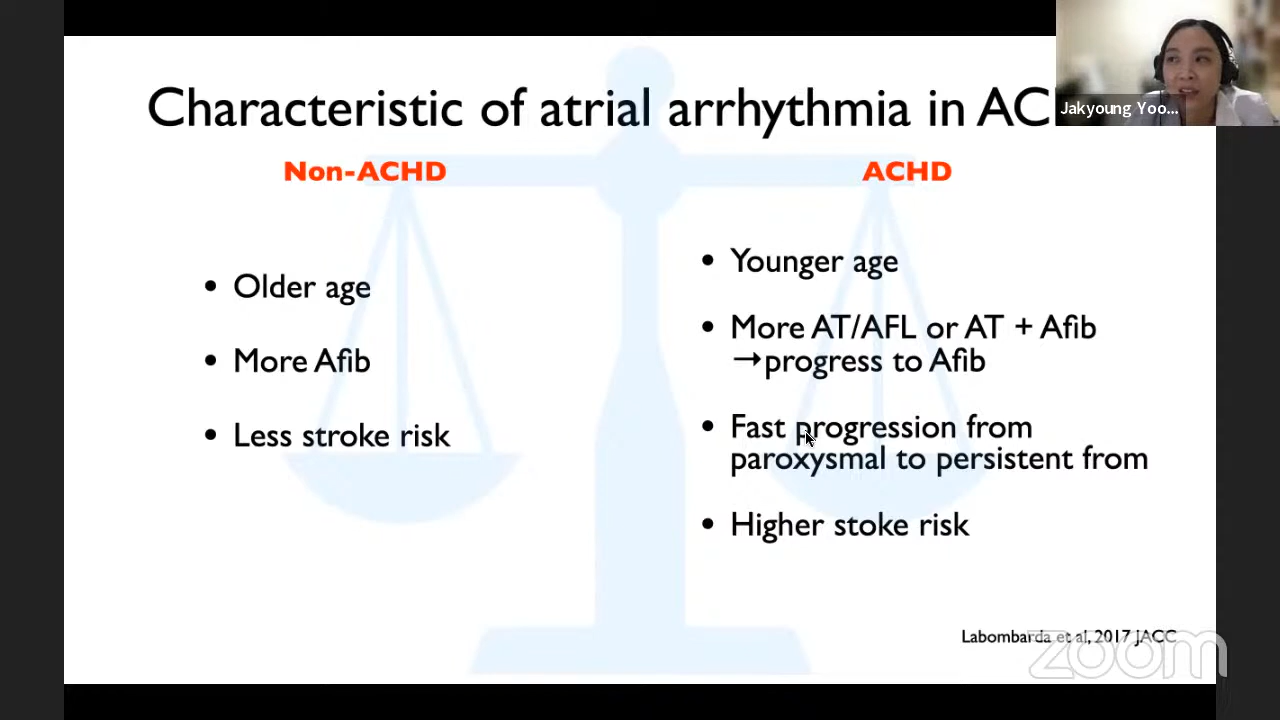 Characteristic of atrial arrhythmia in AC
Jakyoung Yoo...
Non-ACHD
ACHD
• Older age
• More Afib
• Less stroke risk
• Younger age
• More AT/AFL or AT + Afib
→progress to Afib
• Fast progression from
paroxysmal to persistent from
• Higher stoke risk
Labombarda et al, 2017 JACC
zoom